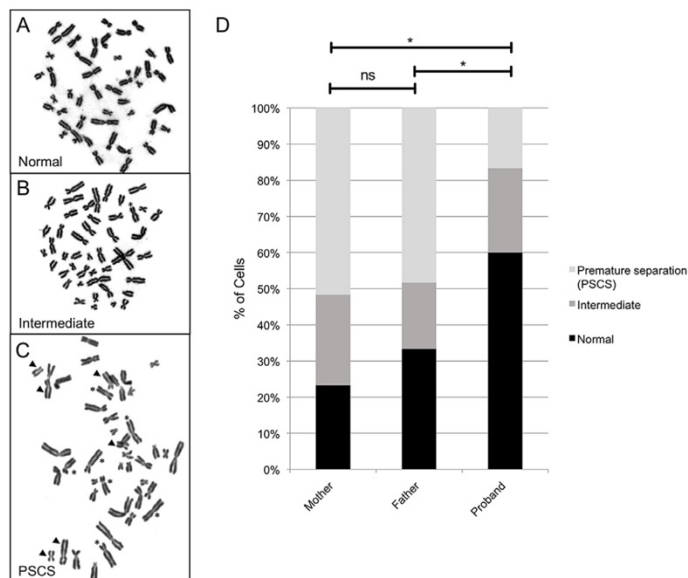 A
Normal
B
Intermediate
C
PSCS
D
*
ns
*
100%
90%
80%
70%
60%
50%
40%
30%
20%
10%
0%
% of Cells
Mother
Father
Proband
Premature separation
(PSCS)
Intermediate
Normal